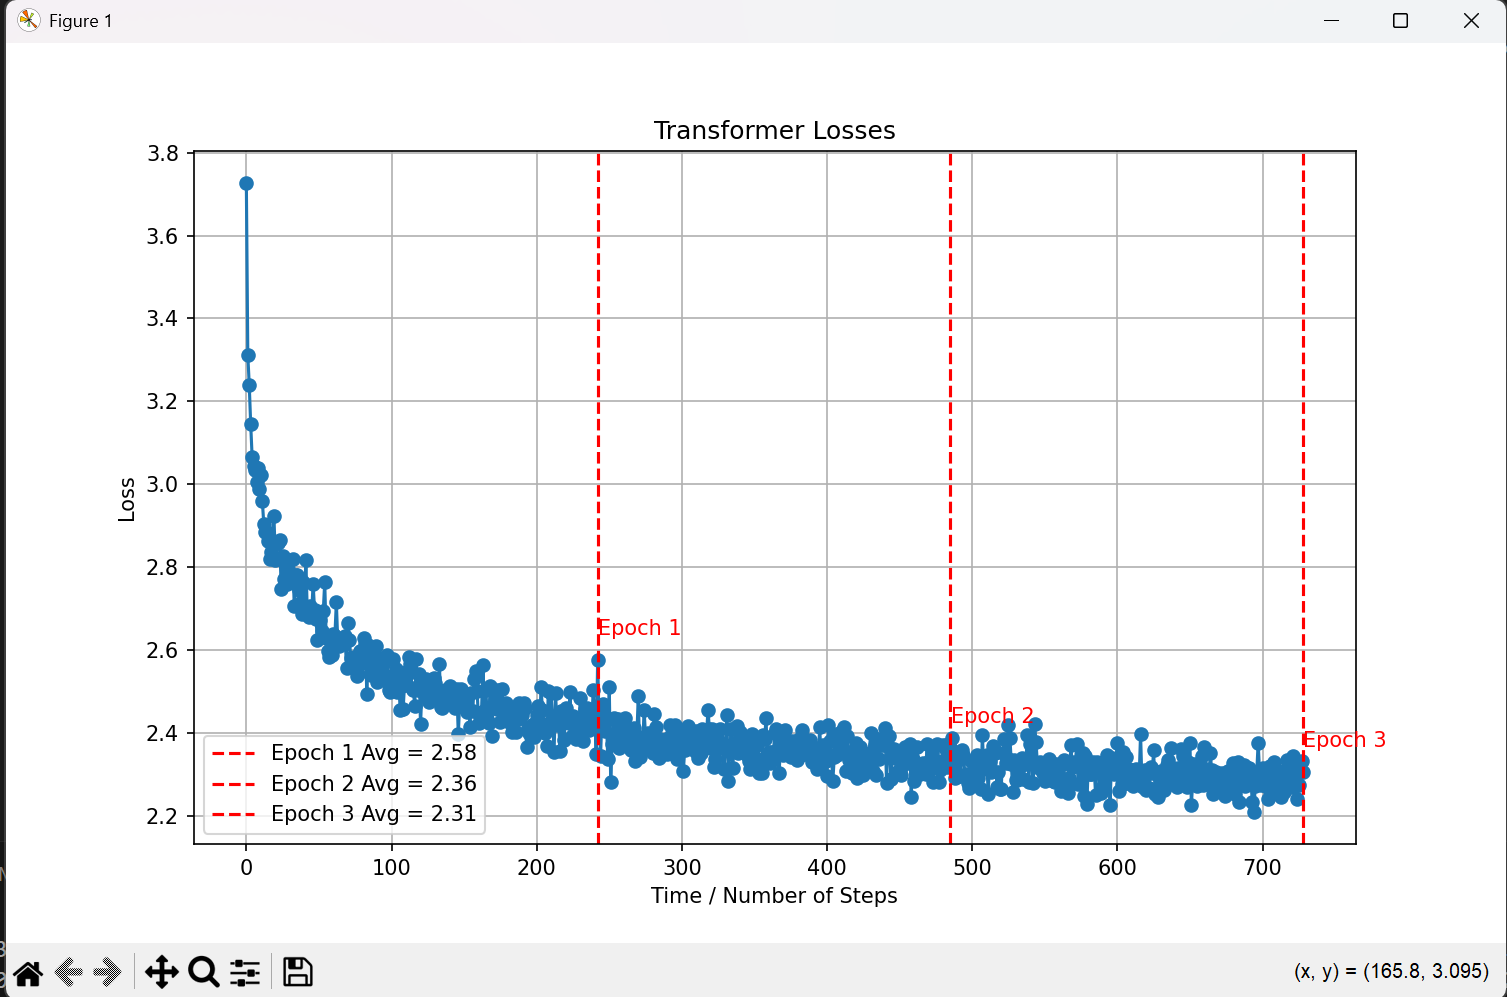 Figure 1
Transformer Losses
3.8
3.6
3.4
3.2
3.0
2.8
2.6
2.4
2.2
Loss
Epoch 1
Epoch 2
Epoch 3
Epoch 1 Avg = 2.58
Epoch 2 Avg = 2.36
Epoch 3 Avg = 2.31
0 100 200 300 400 500 600 700
Time / Number of Steps
(x, y) = (165.8, 3.095)